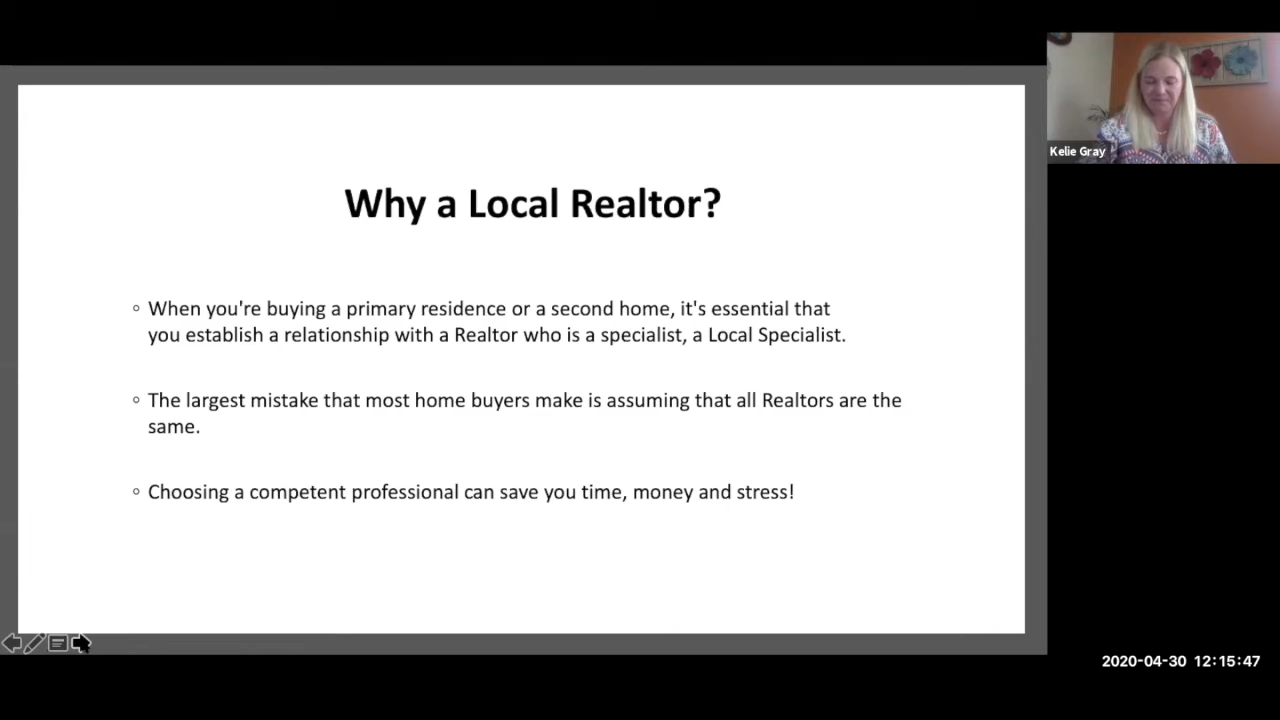 Why a Local Realtor?
◦ When you're buying a primary residence or a second home, it's essential that
you establish a relationship with a Realtor who is a specialist, a Local Specialist.
◦ The largest mistake that most home buyers make is assuming that all Realtors are the
same.
◦ Choosing a competent professional can save you time, money and stress!
Kelie Gray
2020-04-30 12:15:47